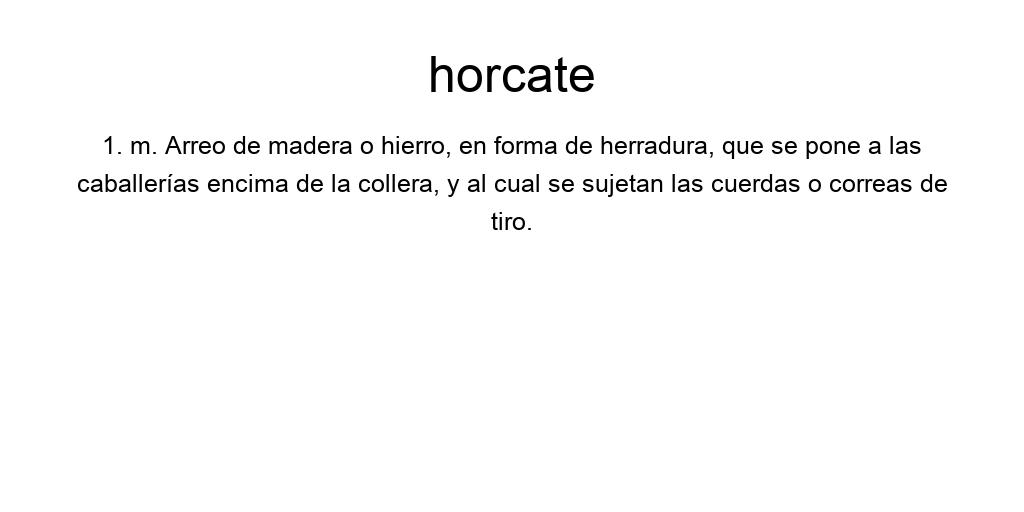 horcate
1. m. Arreo de madera o hierro, en forma de herradura, que se pone a las
caballerías encima de la collera, y al cual se sujetan las cuerdas o correas de
tiro.